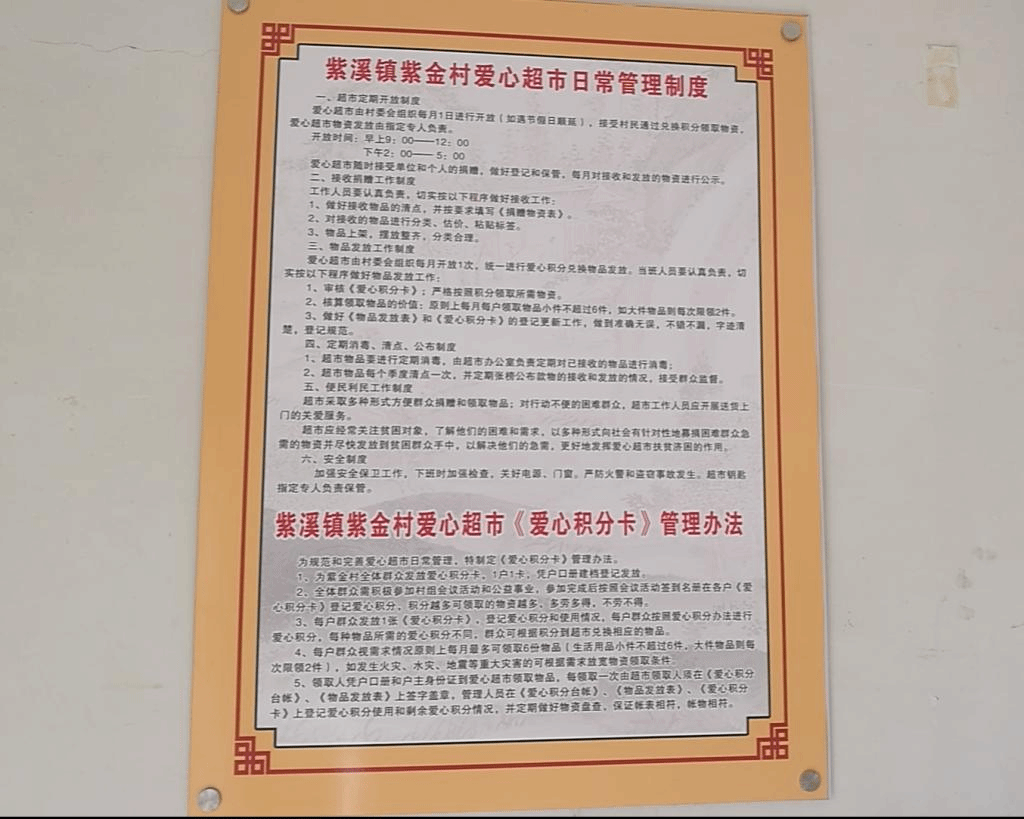 紫溪镇紫金村爱心超市日常管理制度
一、超市定期开放制度
爱心超市由村委会组织每月1日进行开放（如遇节假日顺延），接受村民通过兑换积分领取物资，
爱心超市物资发放由指定专人负责。
开放时间：早上9：00——12：00
下午2：00—— 5：00
爱心超市随时接受单位和个人的捐赠，做好登记和保管，每月对接收和发放的物资进行公示。
二、接收捐赠工作制度
工作人员要认真负责，切实按以下程序做好接收工作：
1、做好接收物品的清点，并按要求填写《捐赠物资表》。
2、对接收的物品进行分类、估价、粘贴标签。
3、物品上架，摆放整齐，分类合理。
三、物品发放工作制度
爱心超市由村委会组织每月开放1次，统一进行爱心积分兑换物品发放。当班人员要认真负责，切
实按以下程序做好物品发放工作：
1、审核《爱心积分卡》；严格按照积分领取所需物资。
2、核算领取物品的价值：原则上每月每户领取物品小件不超过6件，如大件物品则每次限领2件。
3、做好《物品发放表》和《爱心积分卡》的登记更新工作，做到准确无误，不错不漏，字迹清
楚，登记规范。
四、定期消毒、清点、公布制度
1、超市物品要进行定期消毒，由超市办公室负责定期对已接收的物品进行消毒；
2、超市物品每个季度清点一次，并定期张榜公布款物的接收和发放的情况，接受群众监督。
五、便民利民工作制度
超市采取多种形式方便群众捐赠和领取物品；对行动不便的困难群众，超市工作人员应开展送货上
门的关爱服务。
超市应经常关注贫困对象，了解他们的困难和需求，以多种形式向社会有针对性地募捐困难群众急
需的物资并尽快发放到贫困群众手中，以解决他们的急需，更好地发挥爱心超市扶贫济困的作用。
六、安全制度
加强安全保卫工作，下班时加强检查，关好电源、门窗。严防火警和盗窃事故发生。超市钥匙
指定专人负责保管。
紫溪镇紫金村爱心超市《爱心积分卡》管理办法
为规范和完善爱心超市日常管理，特制定《爱心积分卡》管理办法。
1、为紫金村全体群众发放爱心积分卡，1户1卡，凭户口册建档登记发放。
2、全体群众需积极参加村组会议活动和公益事业，参加完成后按照会议活动签到名册在各户《爱
心积分卡》登记爱心积分，积分越多可领取的物资越多，多劳多得，不劳不得。
3、每户群众发放1张《爱心积分卡》，登记爱心积分和使用情况，每户群众按照爱心积分办法进行
爱心积分，每种物品所需的爱心积分不同，群众可根据积分到超市兑换相应的物品。
4、每户群众视需求情况原则上每月最多可领取6份物品（生活用品小件不超过6件，大件物品则每
次限领2件），如发生火灾、水灾、地震等重大灾害的可根据需求放宽物资领取条件。
5、领取人凭户口册和户主身份证到爱心超市领取物品，每领取一次由超市领取人须在《爱心积分
台帐》、《物品发放表》上签字盖章，管理人员在《爱心积分台帐》、《物品发放表》、《爱心积分
卡》上登记爱心积分使用和剩余爱心积分情况，并定期做好物资盘查，保证帐表相符，帐物相符。